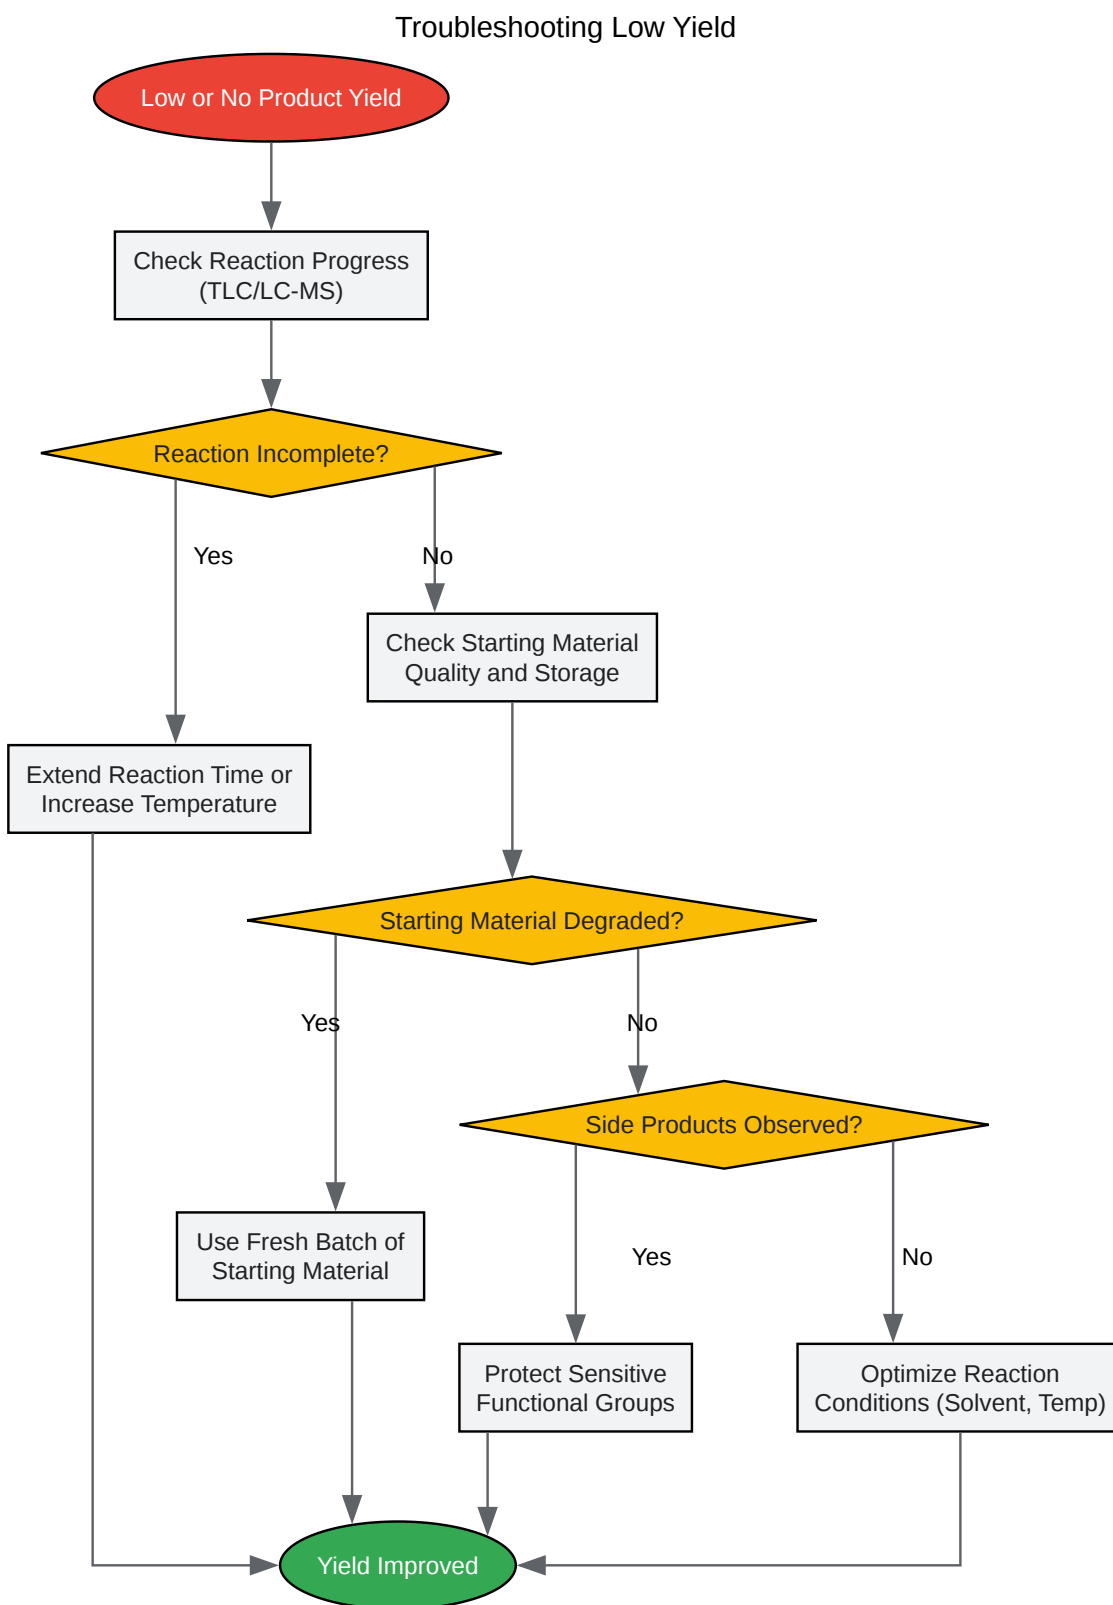 Troubleshooting Low Yield
Low or No Product Yield
Check Reaction Progress
(TLC/LC-MS)
Reaction Incomplete?
Yes
No
Check Starting Material
Quality and Storage
Extend Reaction Time or
Increase Temperature
Starting Material Degraded?
Yes
No
Side Products Observed?
Use Fresh Batch of
Starting Material
Yes
No
Protect Sensitive
Functional Groups
Optimize Reaction
Conditions (Solvent, Temp)
Yield Improved